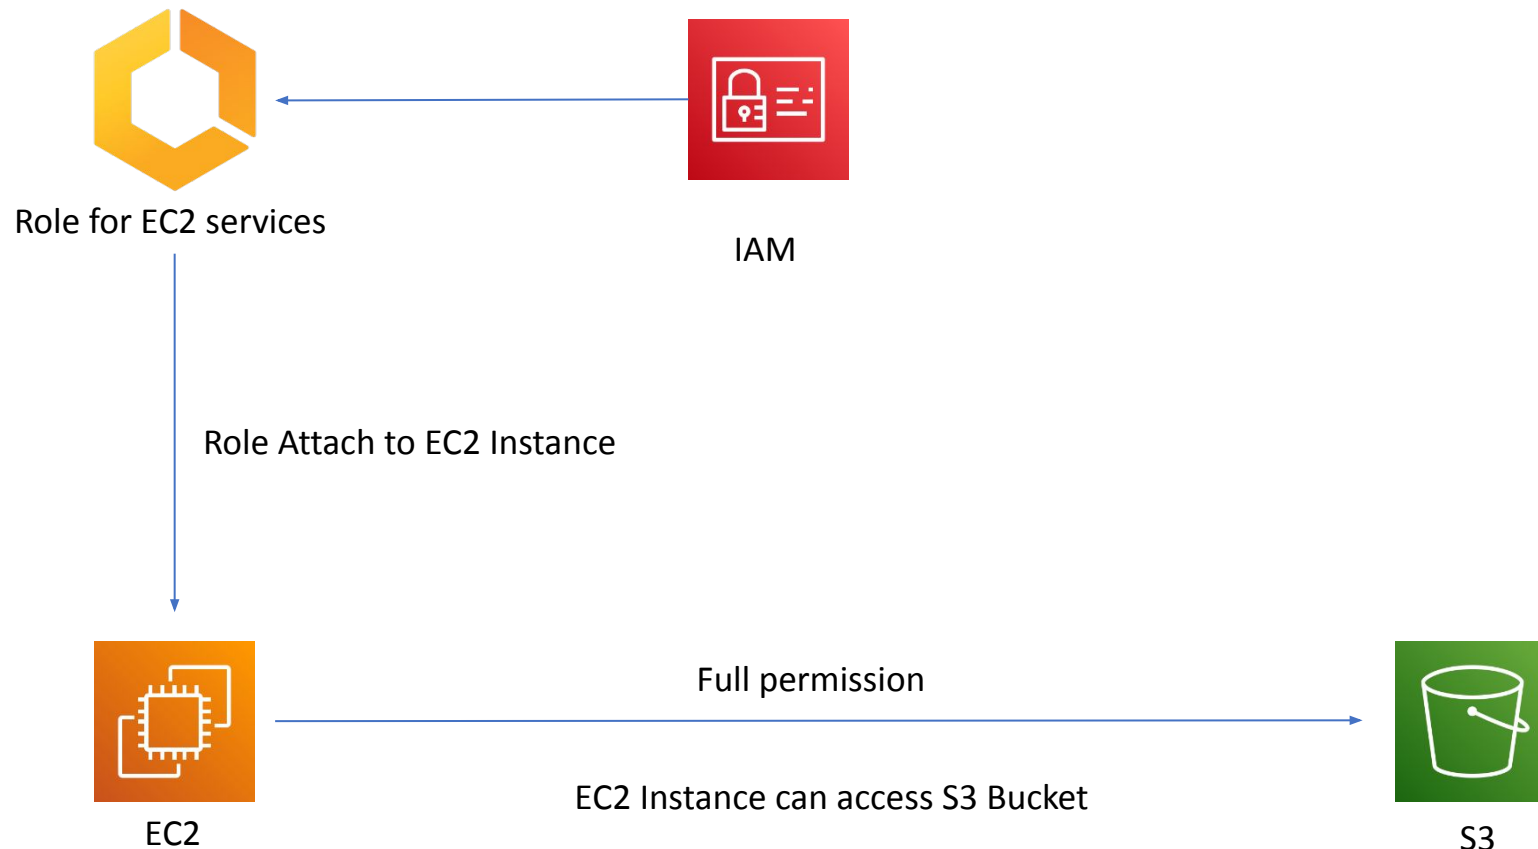 Role for EC2 services
IAM
Role Attach to EC2 Instance
Full permission
EC2 Instance can access S3 Bucket
EC2
S3